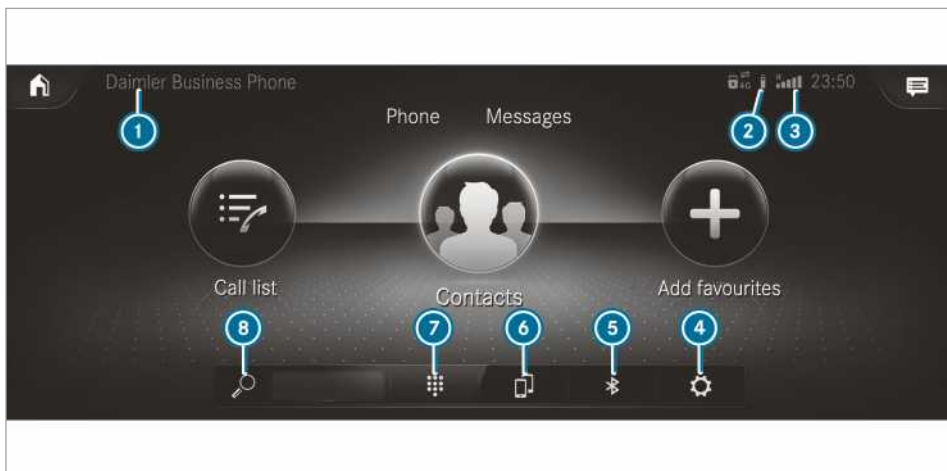 Daimler Business Phone 4G H 23:50
1 2 3
Phone Messages
Call list Contacts Add favourites
8 7 6 5 4